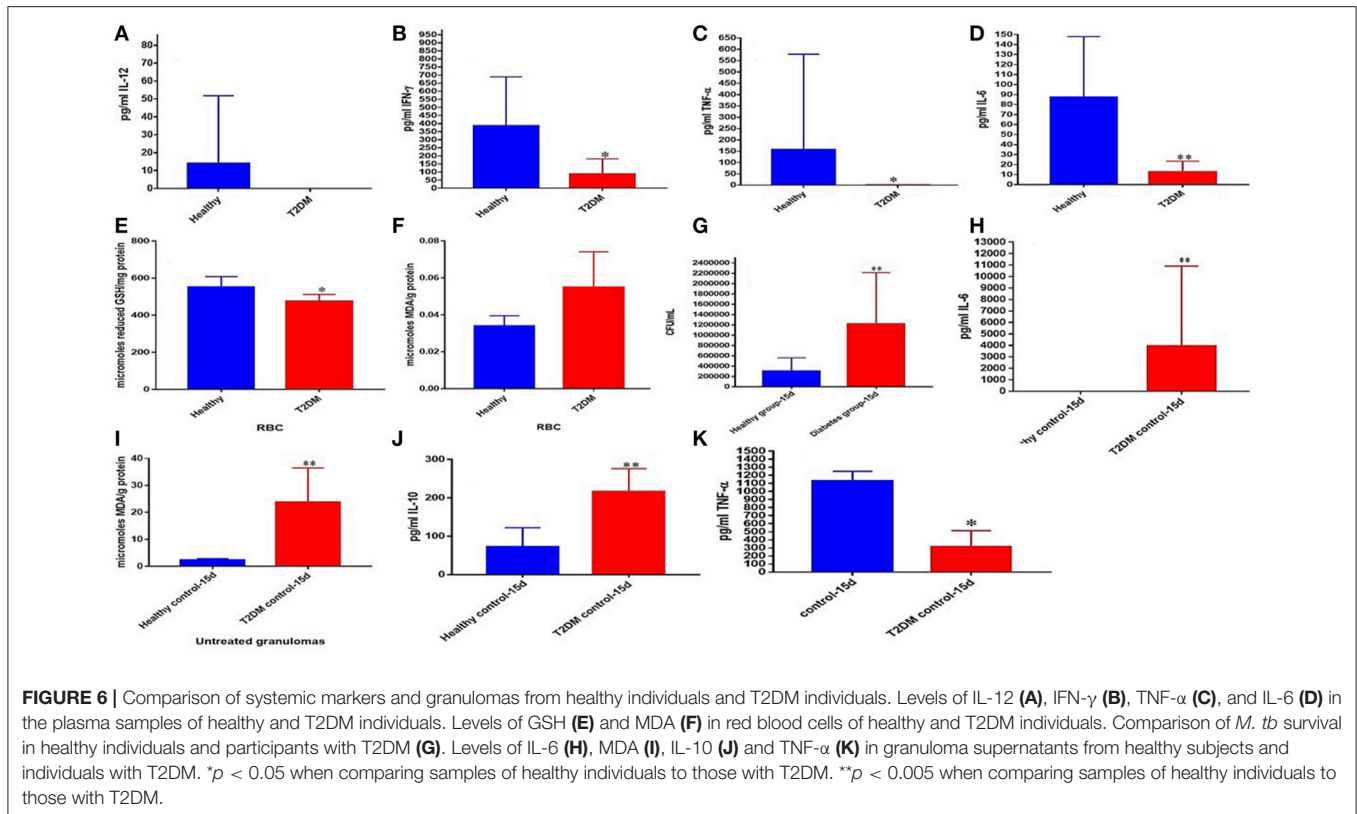 A
pg/ml IL-12
80
70
60
50
40
30
20
10
0
Healthy
T2DM
B
pg/ml IFN-γ
950
900
850
800
750
700
650
600
550
500
450
400
350
300
250
200
150
100
50
0
*
Healthy
T2DM
C
pg/ml TNF-α
650
600
550
500
450
400
350
300
250
200
150
100
50
0
*
Healthy
T2DM
D
pg/ml IL-6
150
140
130
120
110
100
90
80
70
60
50
40
30
20
10
0
**
Healthy
T2DM
E
micromoles reduced GSH/mg protein
800
600
400
200
0
*
Healthy
T2DM
RBC
F
micromoles MDA/g protein
0.08
0.06
0.04
0.02
0.00
Healthy
T2DM
RBC
G
CFU/mL
2400000
2200000
2000000
1800000
1600000
1400000
1200000
1000000
800000
600000
400000
200000
0
**
Healthy group-15d
Diabetes group-15d
H
pg/ml IL-6
13000
12000
11000
10000
9000
8000
7000
6000
5000
4000
3000
2000
1000
0
**
thy control-15d
T2DM control-15d
I
micromoles MDA/g protein
40
30
20
10
0
**
Healthy control-15d
T2DM control-15d
Untreated granulomas
J
pg/ml IL-10
300
200
100
0
**
Healthy control-15d
T2DM control-15d
K
pg/ml TNF-α
1500
1400
1300
1200
1100
1000
900
800
700
600
500
400
300
200
100
0
*
control-15d
T2DM control-15d
FIGURE 6 | Comparison of systemic markers and granulomas from healthy individuals and T2DM individuals. Levels of IL-12 (A), IFN-γ (B), TNF-α (C), and IL-6 (D) in
the plasma samples of healthy and T2DM individuals. Levels of GSH (E) and MDA (F) in red blood cells of healthy and T2DM individuals. Comparison of M. tb survival
in healthy individuals and participants with T2DM (G). Levels of IL-6 (H), MDA (I), IL-10 (J) and TNF-α (K) in granuloma supernatants from healthy subjects and
individuals with T2DM. *p < 0.05 when comparing samples of healthy individuals to those with T2DM. **p < 0.005 when comparing samples of healthy individuals to
those with T2DM.